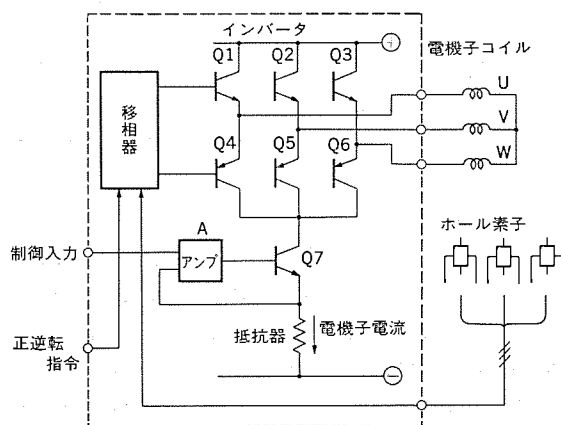 インバータ
Q1
Q2
Q3
+
電機子コイル
U
V
W
移相器
Q4
Q5
Q6
ホール素子
制御入力
A
アンプ
Q7
正逆転
指令
抵抗器
電機子電流
−